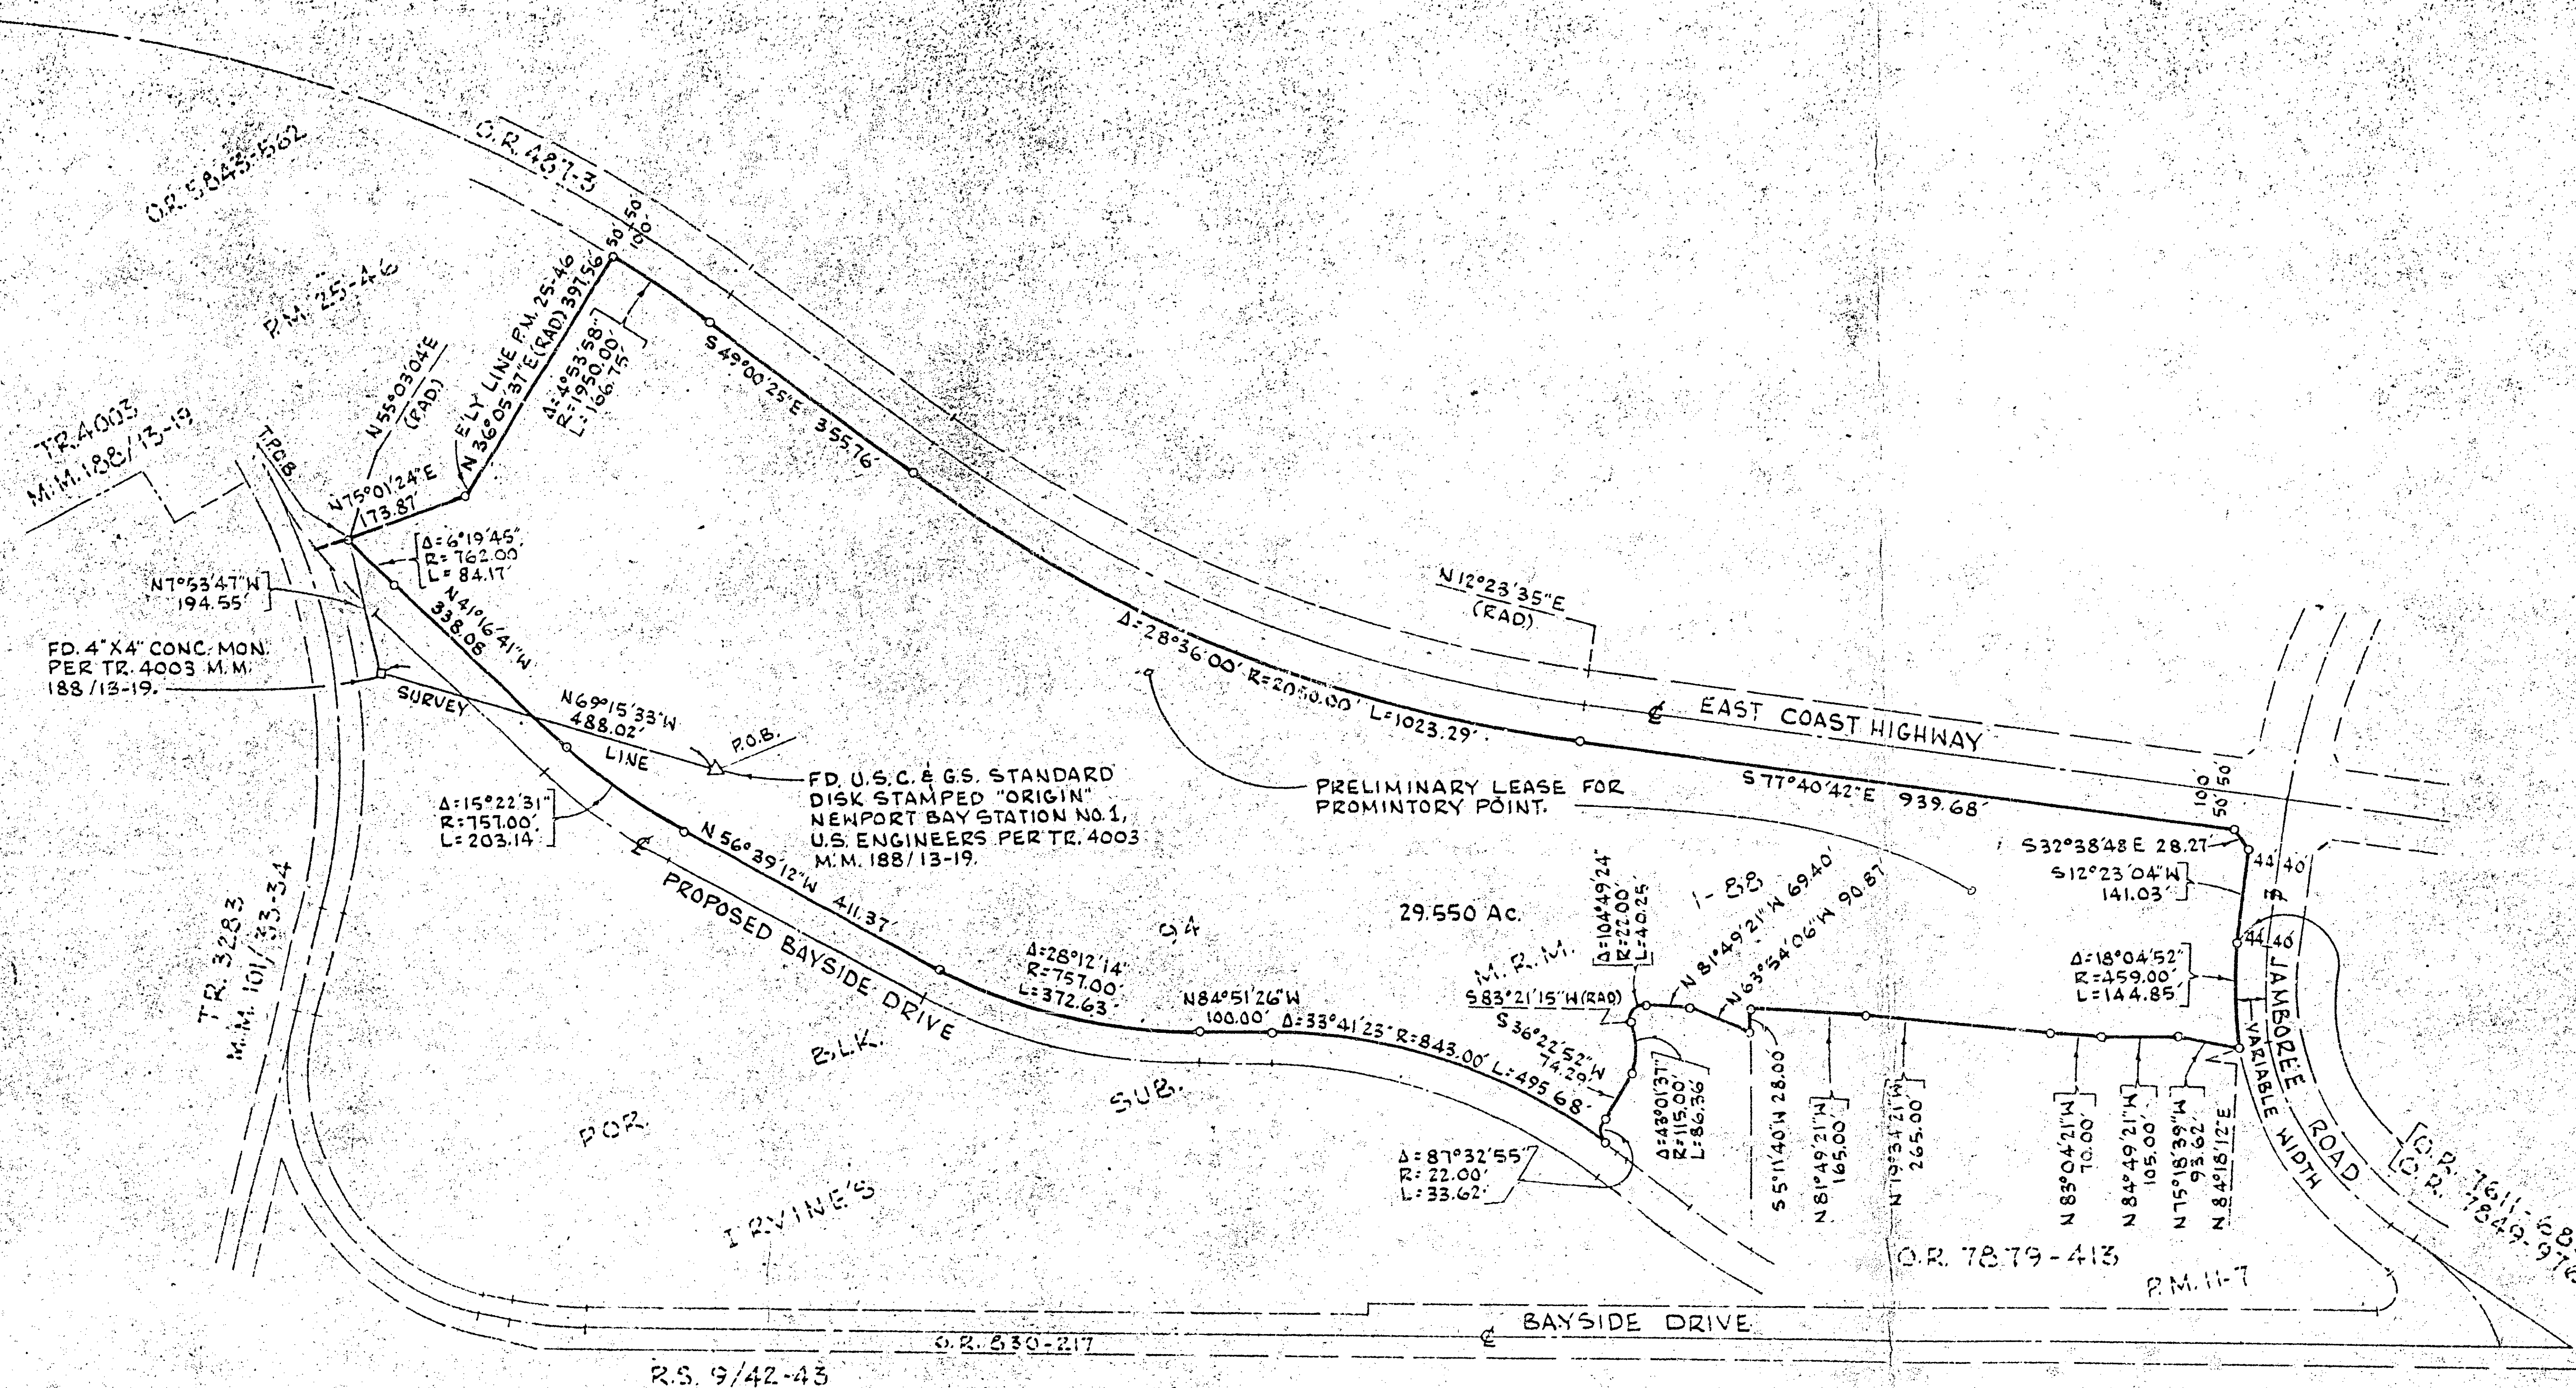 O.R. 5843-562
O.R. 487-3
P.M. 25-46
50' 50'
100'
TR. 4003
M.M. 188/13-19
T.P.O.B.
N55°03'04"E
(RAD)
E'LY LINE P.M. 25-46
N 36°05'37"E (RAD) 397.56'
Δ=4°53'58"
R=1950.00'
L=166.75'
S49°00'25"E 355.76'
N75°01'24"E
173.87'
Δ=6°19'45"
R=762.00'
L=84.17'
N7°53'47"W
194.55'
N41°16'41"W
338.08'
FD. 4"X4" CONC. MON.
PER TR. 4003 M.M.
188/13-19.
SURVEY
LINE
N69°15'33"W
488.02'
P.O.B.
FD. U.S.C. & G.S. STANDARD
DISK STAMPED "ORIGIN"
NEWPORT BAY STATION NO. 1,
U.S. ENGINEERS PER TR. 4003
M.M. 188/13-19.
Δ=15°22'31"
R=757.00'
L=203.14'
N12°23'35"E
(RAD)
Δ=28°36'00" R=2050.00' L=1023.29'
EAST COAST HIGHWAY
S77°40'42"E 939.68'
PRELIMINARY LEASE FOR
PROMINTORY POINT.
100'
50' 50'
S32°38'48"E 28.27'
44' 40'
S12°23'04"W
141.03'
44' 40'
Δ=18°04'52"
R=459.00'
L=144.85'
JAMBOREE ROAD
VARIABLE WIDTH
TR. 3283
M.M. 101/33-34
N 56°39'12"W 411.37'
PROPOSED BAYSIDE DRIVE
94
29.550 AC.
1-88
M.R.M.
Δ=28°12'14"
R=757.00'
L=372.63'
N84°51'26"W
100.00'
Δ=33°41'23" R=843.00' L=495.68'
Δ=104°49'24"
R=22.00'
L=40.25'
N 81°49'21"W 69.40'
N 63°54'06"W 90.87'
S83°21'15"W (RAD)
S36°22'52"W
74.29'
Δ=43°01'37"
R=115.00'
L=86.36'
Δ=87°32'55"
R=22.00'
L=33.62'
S5°11'40"W 28.00'
N 81°49'21"W
165.00'
N 79°34'21"W
265.00'
N 83°04'21"W
70.00'
N 84°49'21"W
105.00'
N 75°18'39"W
93.62'
N 84°18'12"E
BLK.
POR.
SUB.
IRVINE'S
O.R. 7611-68
O.R. 7849-976
O.R. 7879-413
P.M. 11-7
BAYSIDE DRIVE
O.R. 830-217
R.S. 9/42-43